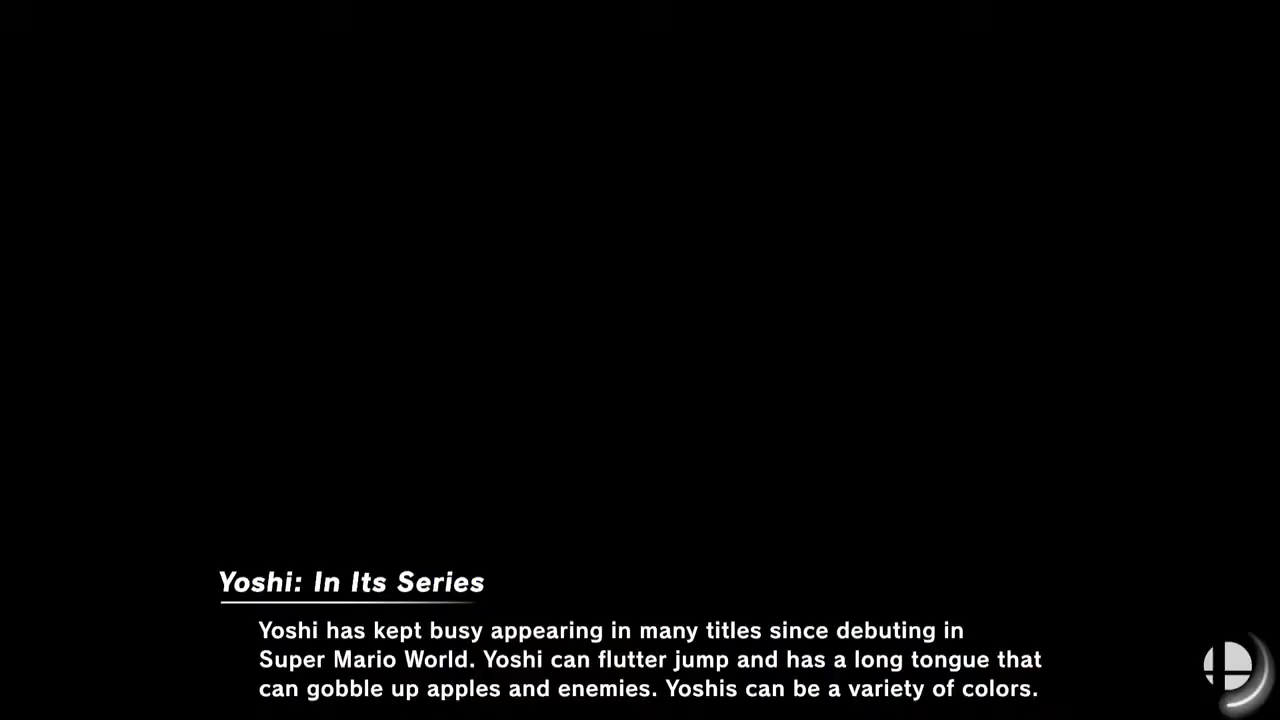 Yoshi: In Its Series
Yoshi has kept busy appearing in many titles since debuting in
Super Mario World. Yoshi can flutter jump and has a long tongue that
can gobble up apples and enemies. Yoshis can be a variety of colors.